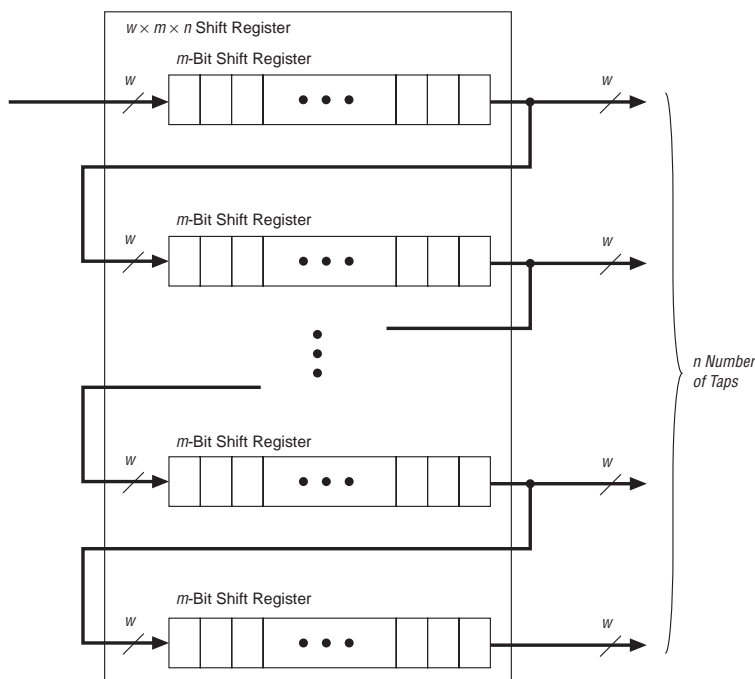 w × m × n Shift Register
m-Bit Shift Register
w
w
m-Bit Shift Register
w
w
n Number
of Taps
m-Bit Shift Register
w
w
m-Bit Shift Register
w
w